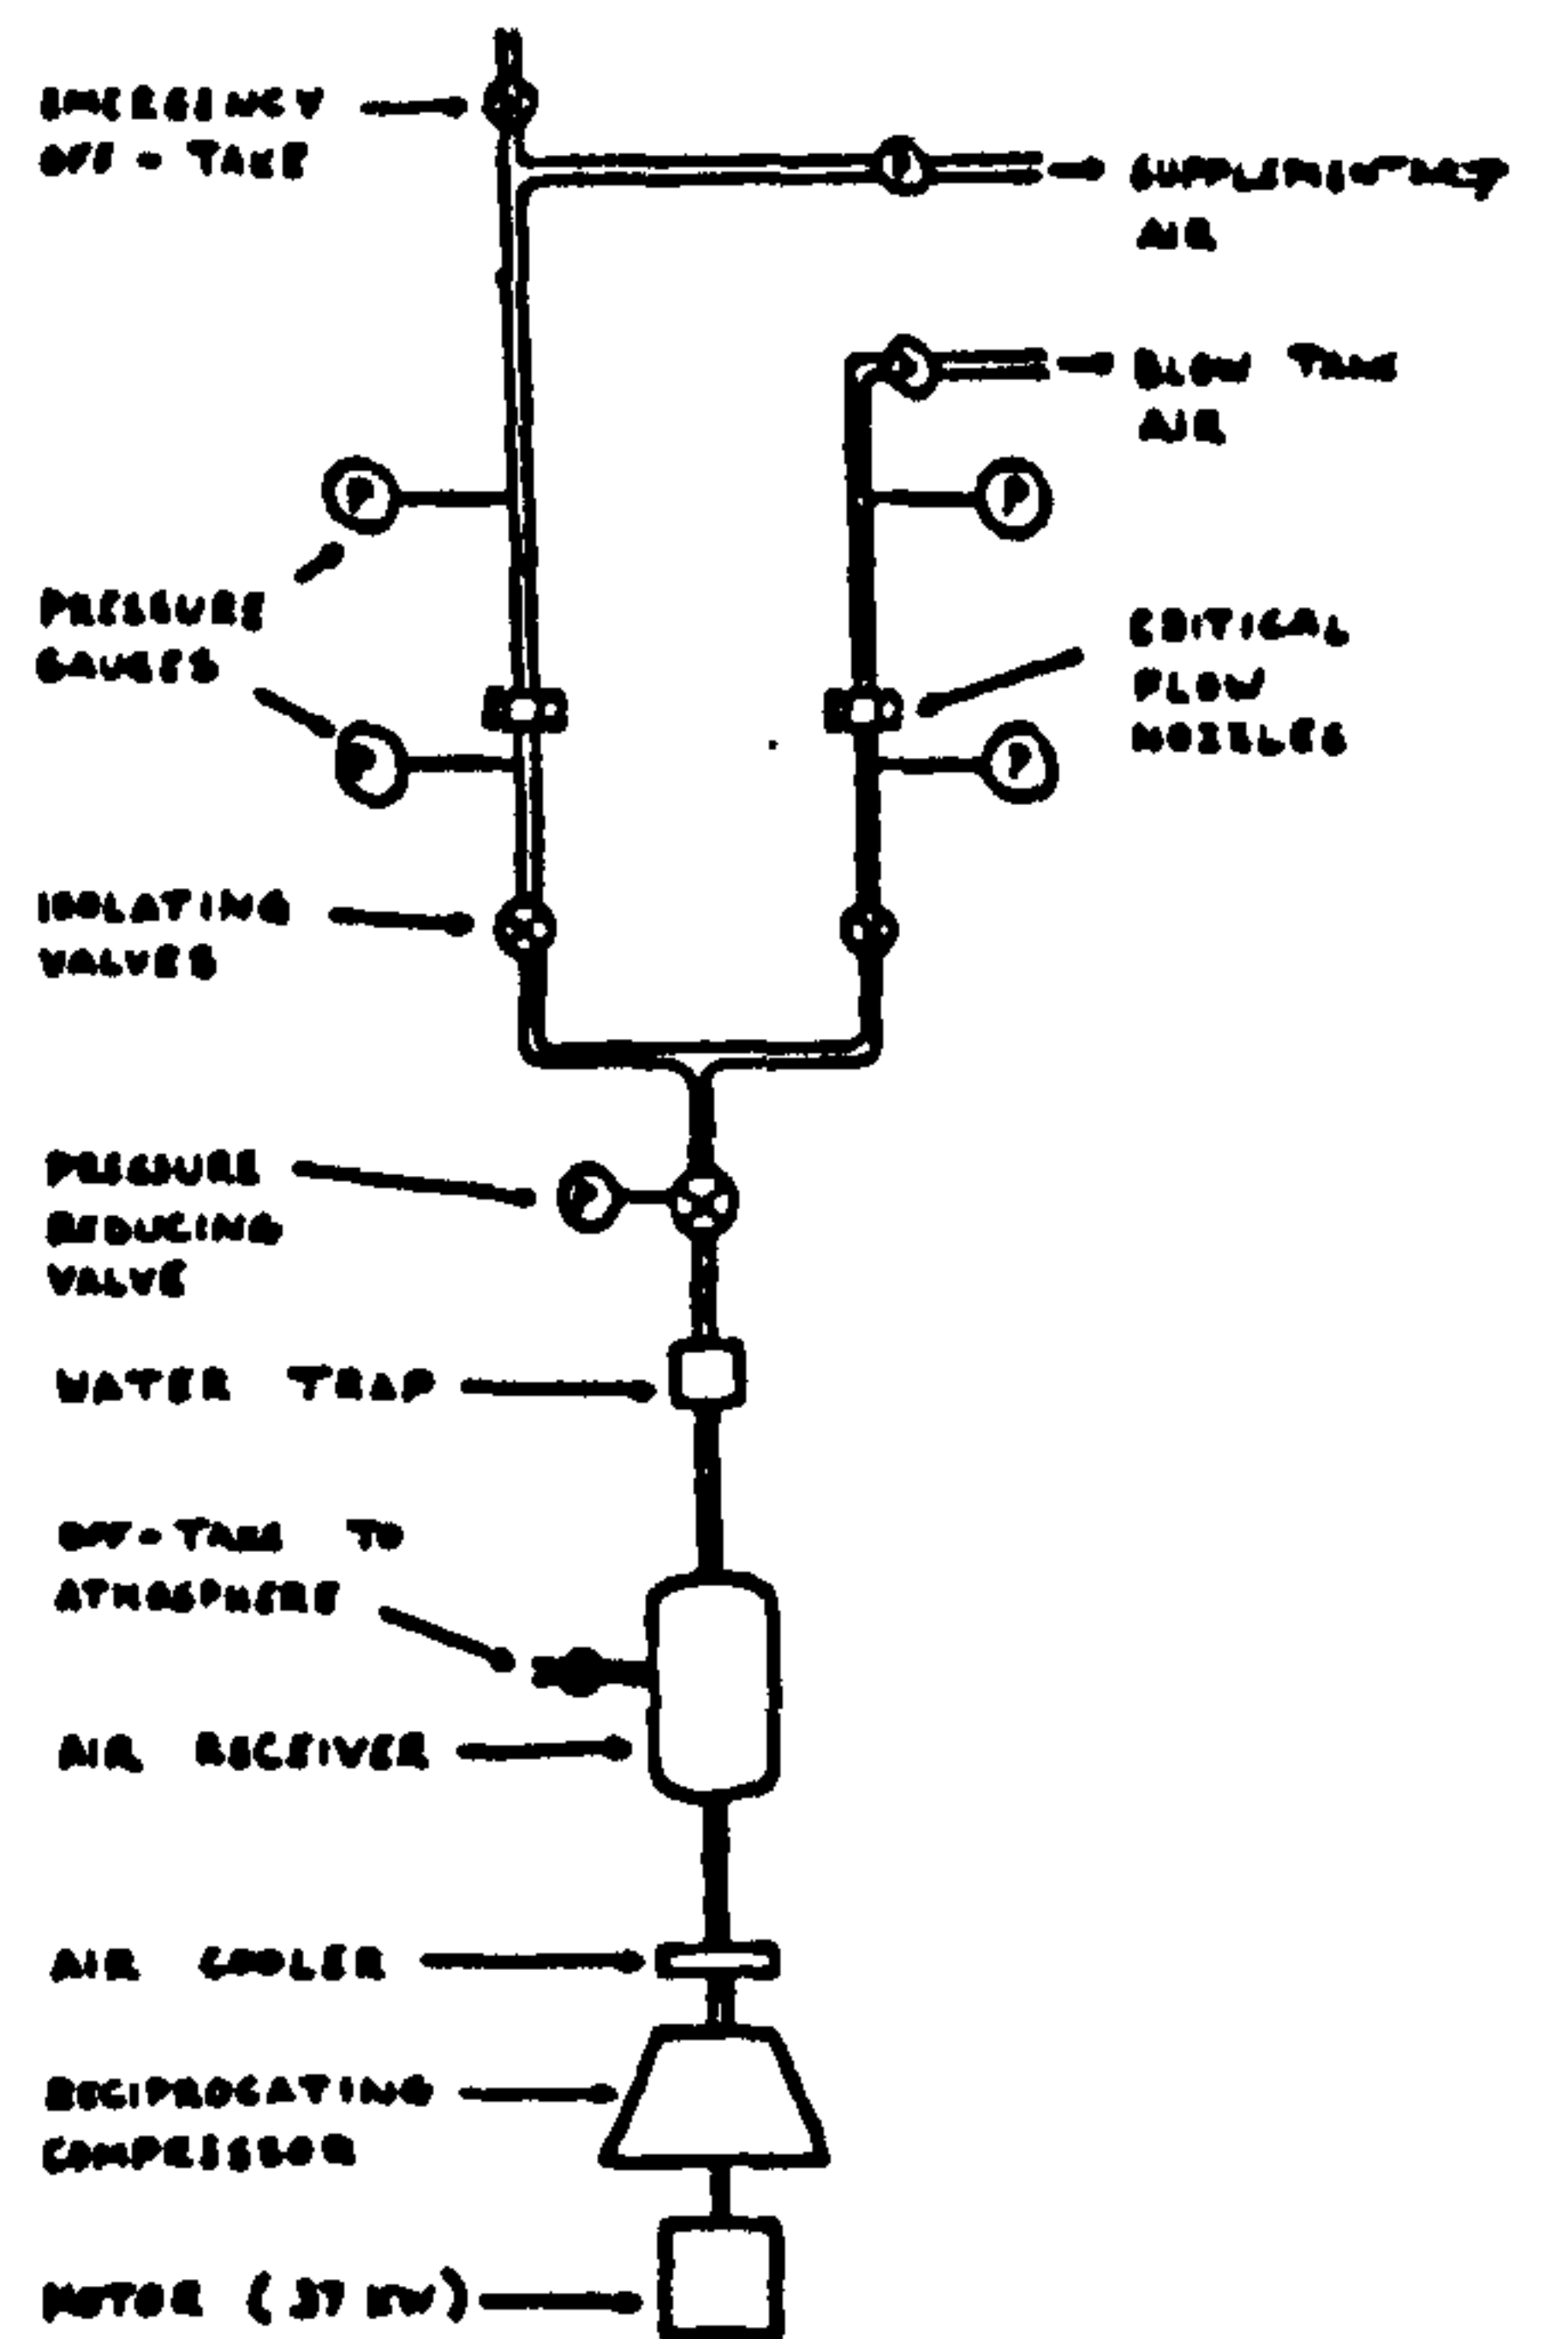 EMERGENCY
OFF - TAKE
SUPPLEMENTARY
AIR
BLOW TANK
AIR
P
P
PRESSURE
GAUGES
CRITICAL
FLOW
NOZZLES
P
P
ISOLATING
VALVES
PRESSURE
REDUCING
VALVE
P
WATER TRAP
OFF-TAKE TO
ATMOSPHERE
AIR RECEIVER
AIR COOLER
RECIPROCATING
COMPRESSOR
MOTOR (37 KW)